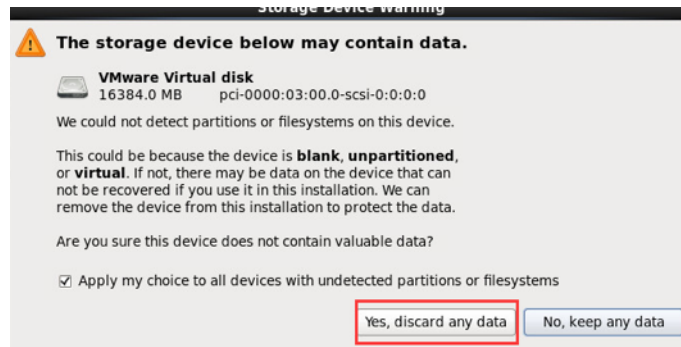 Storage Device Warning
The storage device below may contain data.
VMware Virtual disk
16384.0 MB pci-0000:03:00.0-scsi-0:0:0:0
We could not detect partitions or filesystems on this device.
This could be because the device is blank, unpartitioned,
or virtual. If not, there may be data on the device that can
not be recovered if you use it in this installation. We can
remove the device from this installation to protect the data.
Are you sure this device does not contain valuable data?
Apply my choice to all devices with undetected partitions or filesystems
Yes, discard any data No, keep any data